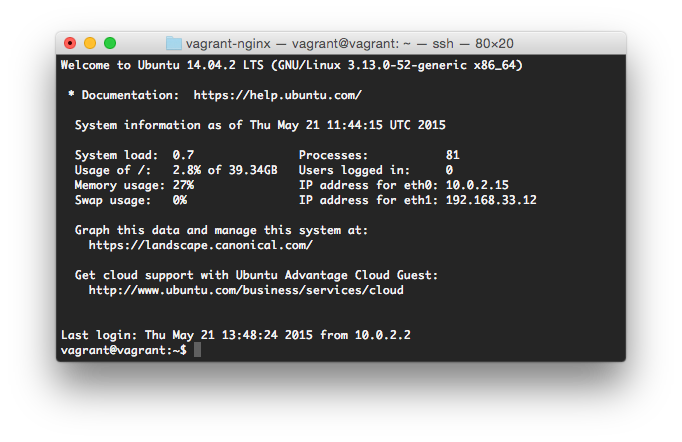 vagrant-nginx — vagrant@vagrant: ~ — ssh — 80×20
Welcome to Ubuntu 14.04.2 LTS (GNU/Linux 3.13.0-52-generic x86_64)
* Documentation:  https://help.ubuntu.com/
System information as of Thu May 21 11:44:15 UTC 2015
System load:  0.7               Processes:           81
Usage of /:   2.8% of 39.34GB   Users logged in:     0
Memory usage: 27%               IP address for eth0: 10.0.2.15
Swap usage:   0%                IP address for eth1: 192.168.33.12
Graph this data and manage this system at:
https://landscape.canonical.com/
Get cloud support with Ubuntu Advantage Cloud Guest:
http://www.ubuntu.com/business/services/cloud
Last login: Thu May 21 13:48:24 2015 from 10.0.2.2
vagrant@vagrant:~$